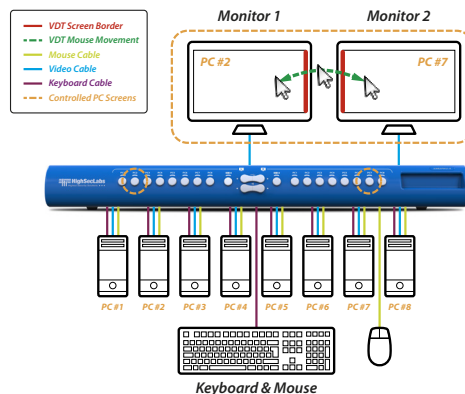 Monitor 1
Monitor 2
VDT Screen Border
VDT Mouse Movement
Mouse Cable
Video Cable
Keyboard Cable
Controlled PC Screens
PC #2
PC #7
HighSecLabs
PC #1
PC #2
PC #3
PC #4
PC #5
PC #6
PC #7
PC #8
Keyboard & Mouse